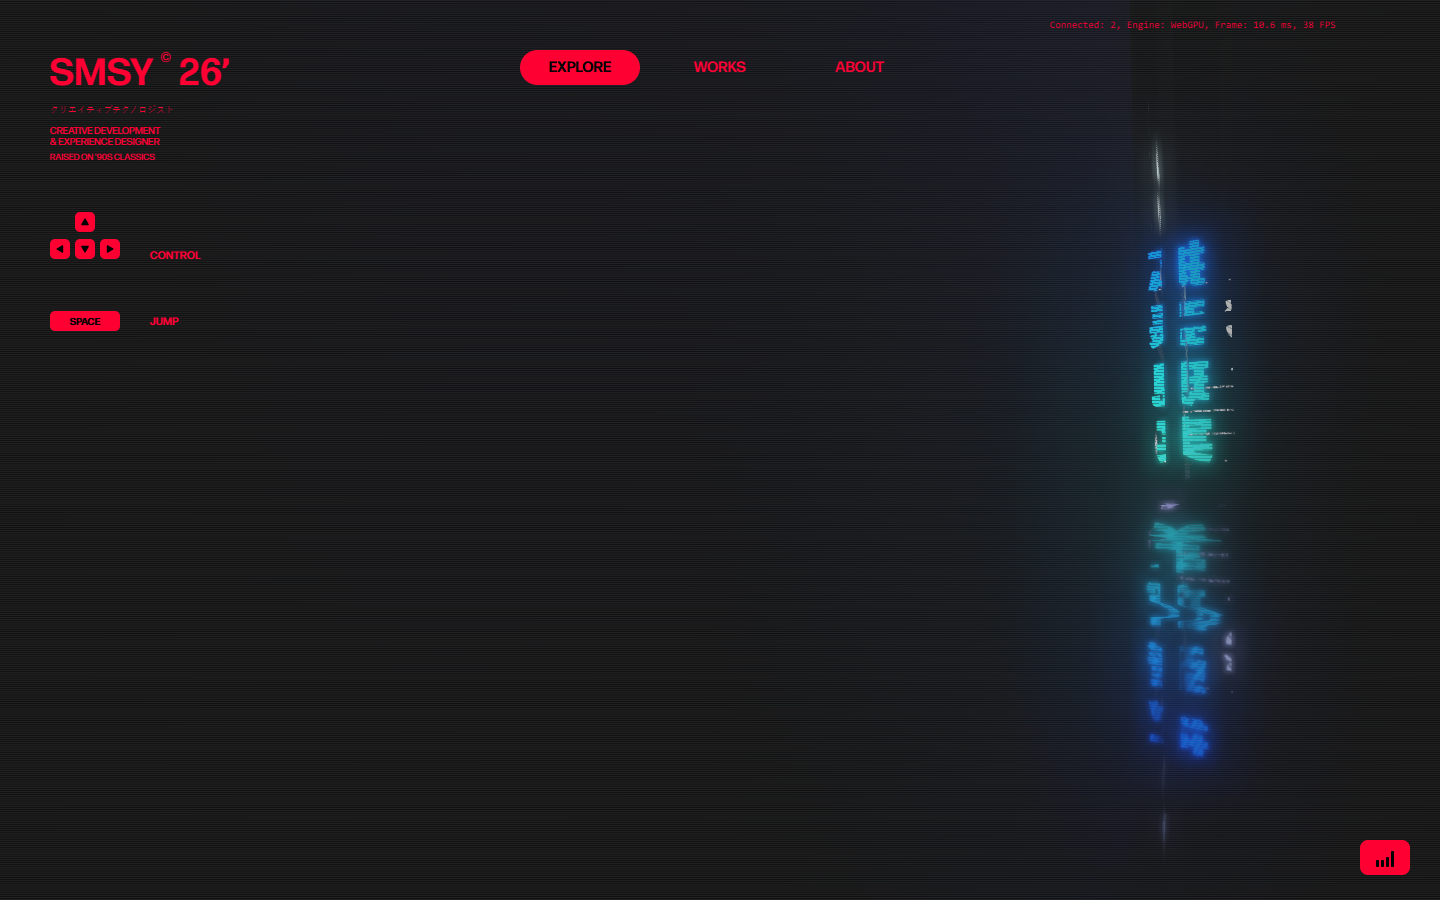 Connected: 2, Engine: WebGPU, Frame: 10.6 ms, 38 FPS
SMSY © 26’
EXPLORE
WORKS
ABOUT
クリエイティブテクノロジスト
CREATIVE DEVELOPMENT
& EXPERIENCE DESIGNER
RAISED ON ’90S CLASSICS
CONTROL
SPACE
JUMP